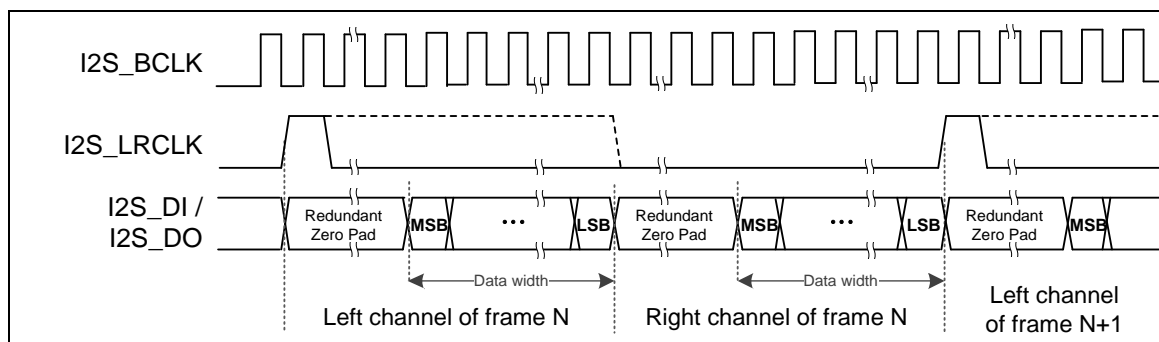 I2S_BCLK
I2S_LRCLK
I2S_DI /
I2S_DO
Redundant
Zero Pad
MSB
...
LSB
Redundant
Zero Pad
MSB
...
LSB
Redundant
Zero Pad
MSB
Data width
Data width
Left channel of frame N
Right channel of frame N
Left channel
of frame N+1